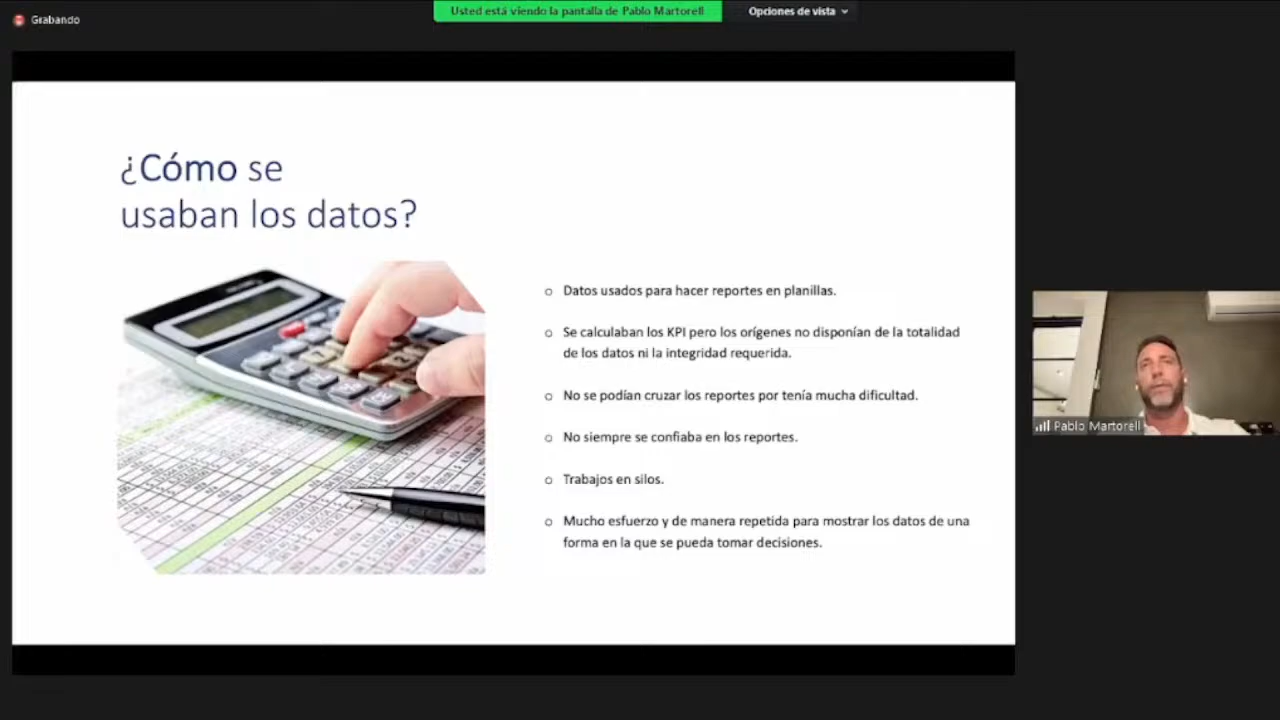 Grabando
Usted está viendo la pantalla de Pablo Martorell
Opciones de vista
¿Cómo se
usaban los datos?
Datos usados para hacer reportes en planillas.
Se calculaban los KPI pero los orígenes no disponían de la totalidad
de los datos ni la integridad requerida.
No se podían cruzar los reportes por tenía mucha dificultad.
No siempre se confiaba en los reportes.
Trabajos en silos.
Mucho esfuerzo y de manera repetida para mostrar los datos de una
forma en la que se pueda tomar decisiones.
Pablo Martorell